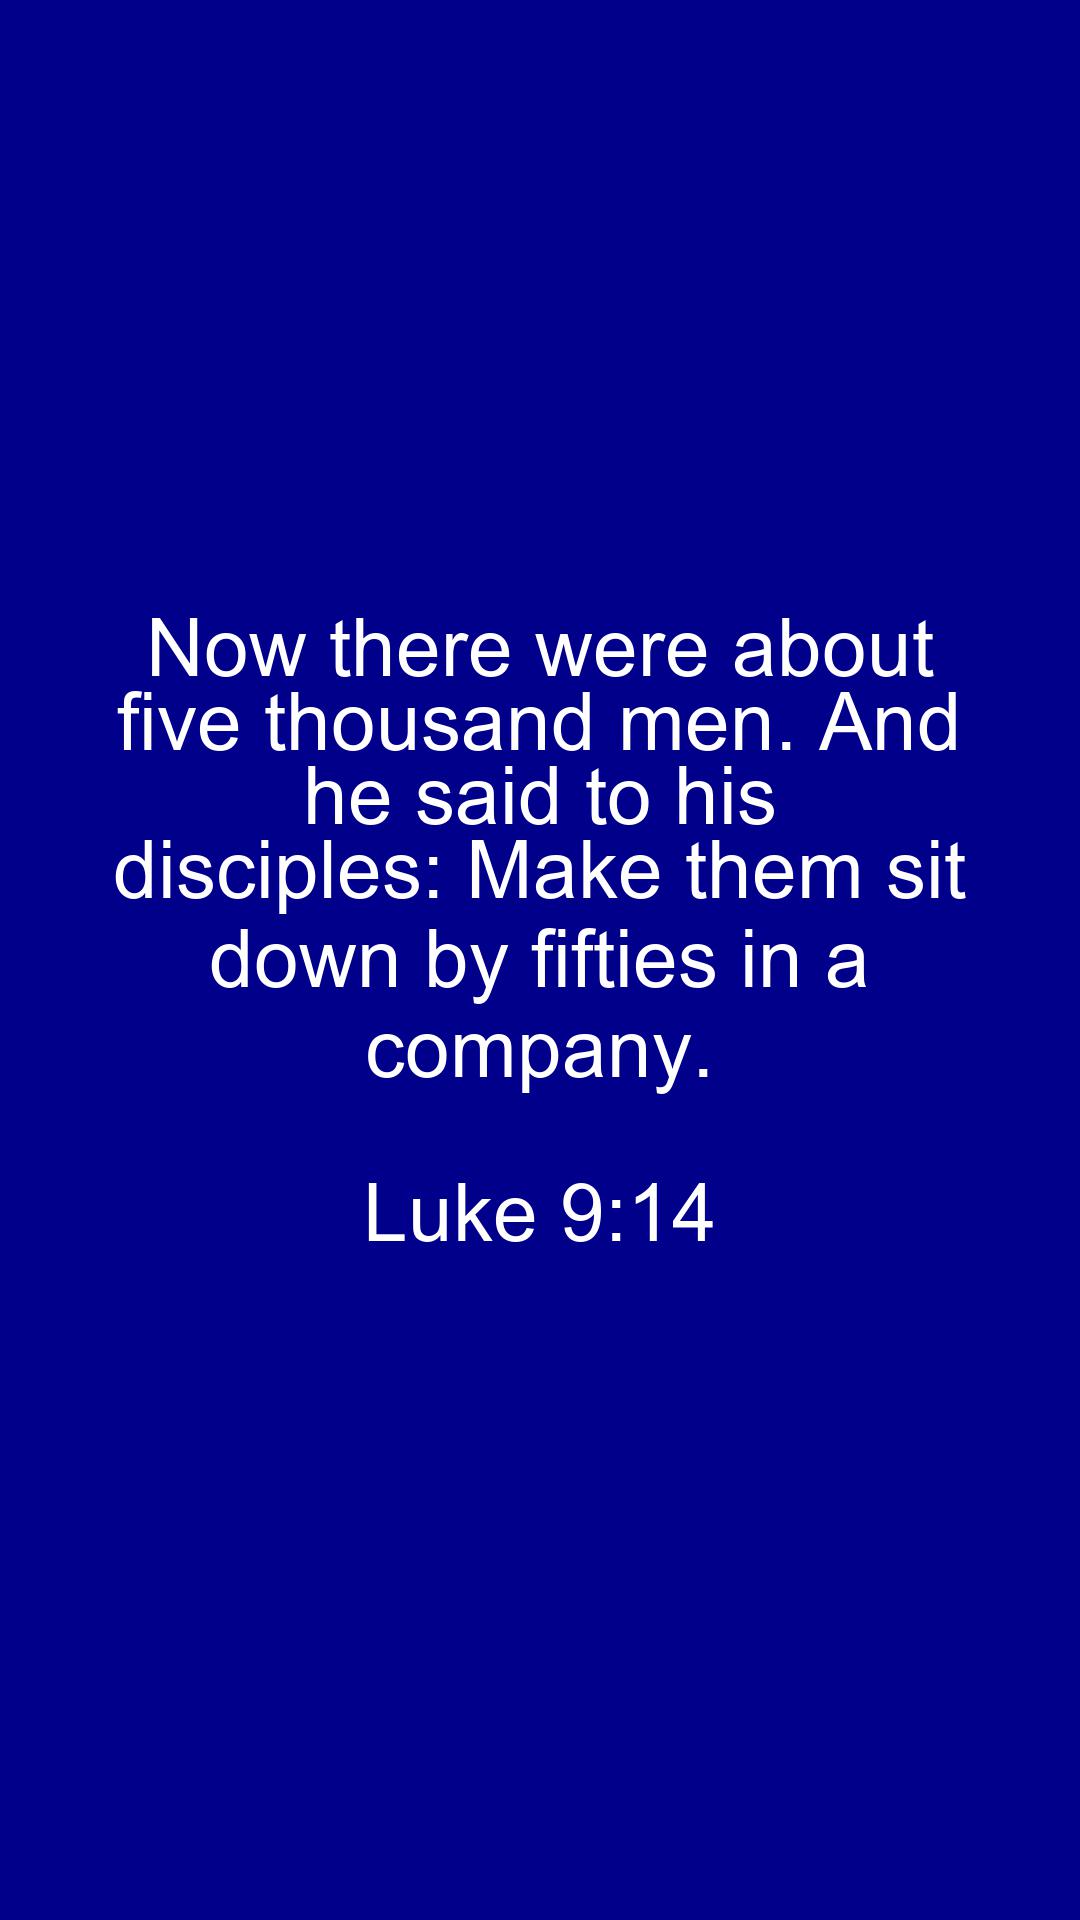 Now there were about
five thousand men. And
he said to his
disciples: Make them sit
down by fifties in a
company.
Luke 9:14